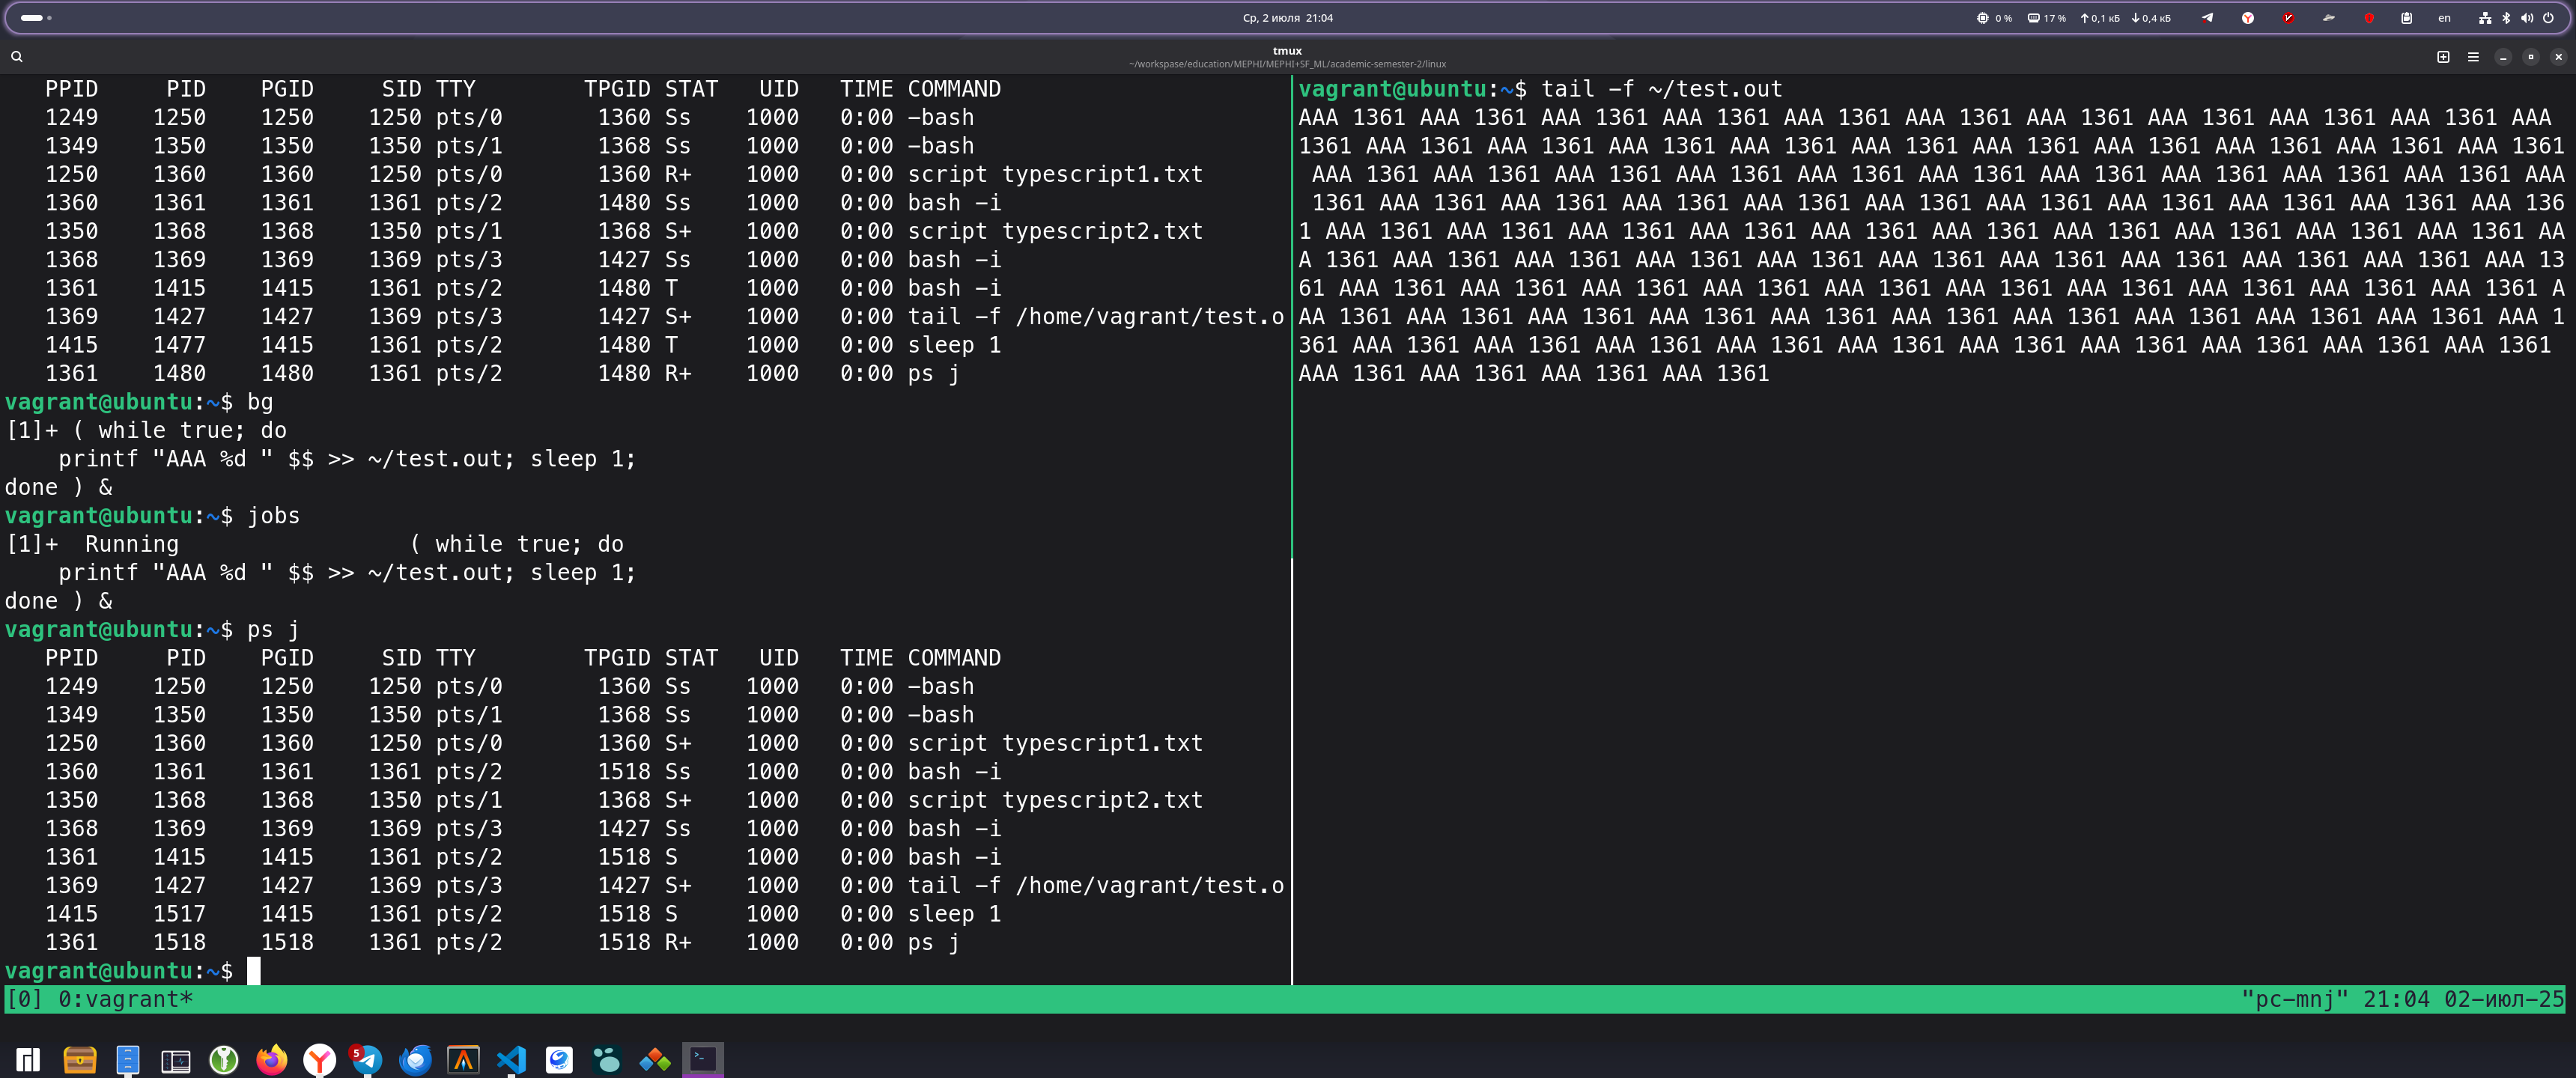 Ср, 2 июля 21:04
0 % 17 % 0,1 кБ 0,4 кБ en
tmux
~/workspase/education/MEPHI/MEPHI+SF_ML/academic-semester-2/linux
PPID PID PGID SID TTY TPGID STAT UID TIME COMMAND
1249 1250 1250 1250 pts/0 1360 Ss 1000 0:00 -bash
1349 1350 1350 1350 pts/1 1368 Ss 1000 0:00 -bash
1250 1360 1360 1250 pts/0 1360 R+ 1000 0:00 script typescript1.txt
1360 1361 1361 1361 pts/2 1480 Ss 1000 0:00 bash -i
1350 1368 1368 1350 pts/1 1368 S+ 1000 0:00 script typescript2.txt
1368 1369 1369 1369 pts/3 1427 Ss 1000 0:00 bash -i
1361 1415 1415 1361 pts/2 1480 T 1000 0:00 bash -i
1369 1427 1427 1369 pts/3 1427 S+ 1000 0:00 tail -f /home/vagrant/test.o
1415 1477 1415 1361 pts/2 1480 T 1000 0:00 sleep 1
1361 1480 1480 1361 pts/2 1480 R+ 1000 0:00 ps j
vagrant@ubuntu:~$ bg
[1]+ ( while true; do
    printf "AAA %d " $$ >> ~/test.out; sleep 1;
done ) &
vagrant@ubuntu:~$ jobs
[1]+  Running                 ( while true; do
    printf "AAA %d " $$ >> ~/test.out; sleep 1;
done ) &
vagrant@ubuntu:~$ ps j
PPID PID PGID SID TTY TPGID STAT UID TIME COMMAND
1249 1250 1250 1250 pts/0 1360 Ss 1000 0:00 -bash
1349 1350 1350 1350 pts/1 1368 Ss 1000 0:00 -bash
1250 1360 1360 1250 pts/0 1360 S+ 1000 0:00 script typescript1.txt
1360 1361 1361 1361 pts/2 1518 Ss 1000 0:00 bash -i
1350 1368 1368 1350 pts/1 1368 S+ 1000 0:00 script typescript2.txt
1368 1369 1369 1369 pts/3 1427 Ss 1000 0:00 bash -i
1361 1415 1415 1361 pts/2 1518 S 1000 0:00 bash -i
1369 1427 1427 1369 pts/3 1427 S+ 1000 0:00 tail -f /home/vagrant/test.o
1415 1517 1415 1361 pts/2 1518 S 1000 0:00 sleep 1
1361 1518 1518 1361 pts/2 1518 R+ 1000 0:00 ps j
vagrant@ubuntu:~$
vagrant@ubuntu:~$ tail -f ~/test.out
AAA 1361 AAA 1361 AAA 1361 AAA 1361 AAA 1361 AAA 1361 AAA 1361 AAA 1361 AAA 1361 AAA 1361 AAA
1361 AAA 1361 AAA 1361 AAA 1361 AAA 1361 AAA 1361 AAA 1361 AAA 1361 AAA 1361 AAA 1361 AAA 1361
 AAA 1361 AAA 1361 AAA 1361 AAA 1361 AAA 1361 AAA 1361 AAA 1361 AAA 1361 AAA 1361 AAA 1361 AAA
 1361 AAA 1361 AAA 1361 AAA 1361 AAA 1361 AAA 1361 AAA 1361 AAA 1361 AAA 1361 AAA 1361 AAA 136
1 AAA 1361 AAA 1361 AAA 1361 AAA 1361 AAA 1361 AAA 1361 AAA 1361 AAA 1361 AAA 1361 AAA 1361 AA
A 1361 AAA 1361 AAA 1361 AAA 1361 AAA 1361 AAA 1361 AAA 1361 AAA 1361 AAA 1361 AAA 1361 AAA 13
61 AAA 1361 AAA 1361 AAA 1361 AAA 1361 AAA 1361 AAA 1361 AAA 1361 AAA 1361 AAA 1361 AAA 1361 A
AA 1361 AAA 1361 AAA 1361 AAA 1361 AAA 1361 AAA 1361 AAA 1361 AAA 1361 AAA 1361 AAA 1361 AAA 1
361 AAA 1361 AAA 1361 AAA 1361 AAA 1361 AAA 1361 AAA 1361 AAA 1361 AAA 1361 AAA 1361 AAA 1361
AAA 1361 AAA 1361 AAA 1361 AAA 1361
[0] 0:vagrant* "pc-mnj" 21:04 02-июл-25
5